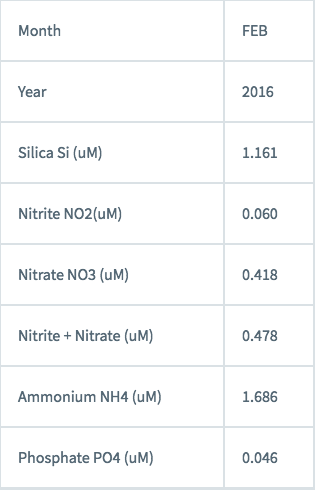 Month FEB
Year 2016
Silica Si (uM) 1.161
Nitrite NO2(uM) 0.060
Nitrate NO3 (uM) 0.418
Nitrite + Nitrate (uM) 0.478
Ammonium NH4 (uM) 1.686
Phosphate PO4 (uM) 0.046